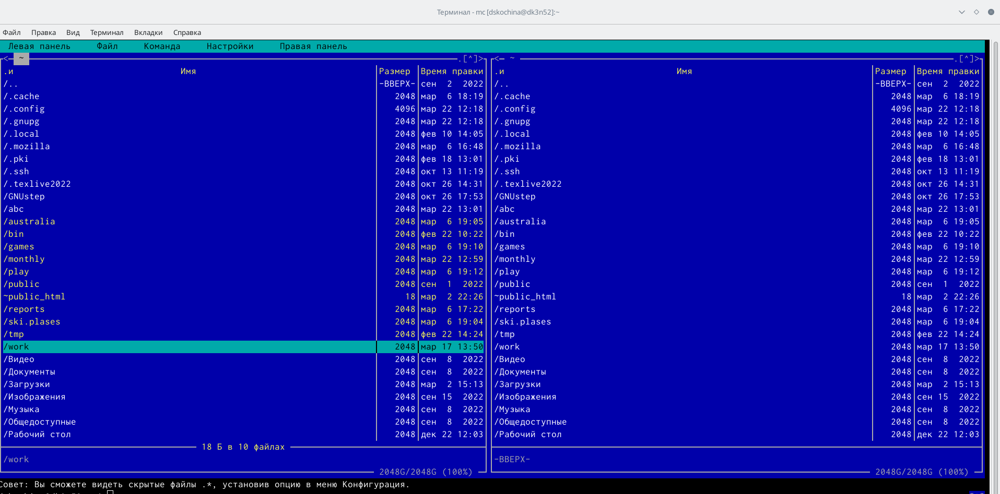 Терминал - mc [dskochina@dk3n52]:~
Файл Правка Вид Терминал Вкладки Справка
Левая панель Файл Команда Настройки Правая панель
<─ ~ .[^]> <─ ~ .[^]>
.и Имя Размер Время правки .и Имя Размер Время правки
/.. -ВВЕРХ- сен 2 2022 /.. -ВВЕРХ- сен 2 2022
/.cache 2048 мар 6 18:19 /.cache 2048 мар 6 18:19
/.config 4096 мар 22 12:18 /.config 4096 мар 22 12:18
/.gnupg 2048 мар 22 12:18 /.gnupg 2048 мар 22 12:18
/.local 2048 фев 10 14:05 /.local 2048 фев 10 14:05
/.mozilla 2048 мар 6 16:48 /.mozilla 2048 мар 6 16:48
/.pki 2048 фев 18 13:01 /.pki 2048 фев 18 13:01
/.ssh 2048 окт 13 11:19 /.ssh 2048 окт 13 11:19
/.texlive2022 2048 окт 26 14:31 /.texlive2022 2048 окт 26 14:31
/GNUstep 2048 окт 26 17:53 /GNUstep 2048 окт 26 17:53
/abc 2048 мар 22 13:01 /abc 2048 мар 22 13:01
/australia 2048 мар 6 19:05 /australia 2048 мар 6 19:05
/bin 2048 фев 22 10:22 /bin 2048 фев 22 10:22
/games 2048 мар 6 19:10 /games 2048 мар 6 19:10
/monthly 2048 мар 22 12:59 /monthly 2048 мар 22 12:59
/play 2048 мар 6 19:12 /play 2048 мар 6 19:12
/public 2048 сен 1 2022 /public 2048 сен 1 2022
~public_html 18 мар 2 22:26 ~public_html 18 мар 2 22:26
/reports 2048 мар 6 17:22 /reports 2048 мар 6 17:22
/ski.plases 2048 мар 6 19:04 /ski.plases 2048 мар 6 19:04
/tmp 2048 фев 22 14:24 /tmp 2048 фев 22 14:24
/work 2048 мар 17 13:50 /work 2048 мар 17 13:50
/Видео 2048 сен 8 2022 /Видео 2048 сен 8 2022
/Документы 2048 сен 8 2022 /Документы 2048 сен 8 2022
/Загрузки 2048 мар 2 15:13 /Загрузки 2048 мар 2 15:13
/Изображения 2048 сен 15 2022 /Изображения 2048 сен 15 2022
/Музыка 2048 сен 8 2022 /Музыка 2048 сен 8 2022
/Общедоступные 2048 сен 8 2022 /Общедоступные 2048 сен 8 2022
/Рабочий стол 2048 дек 22 12:03 /Рабочий стол 2048 дек 22 12:03
18 Б в 10 файлах
/work -ВВЕРХ-
2048G/2048G (100%) 2048G/2048G (100%)
Совет: Вы сможете видеть скрытые файлы .*, установив опцию в меню Конфигурация.